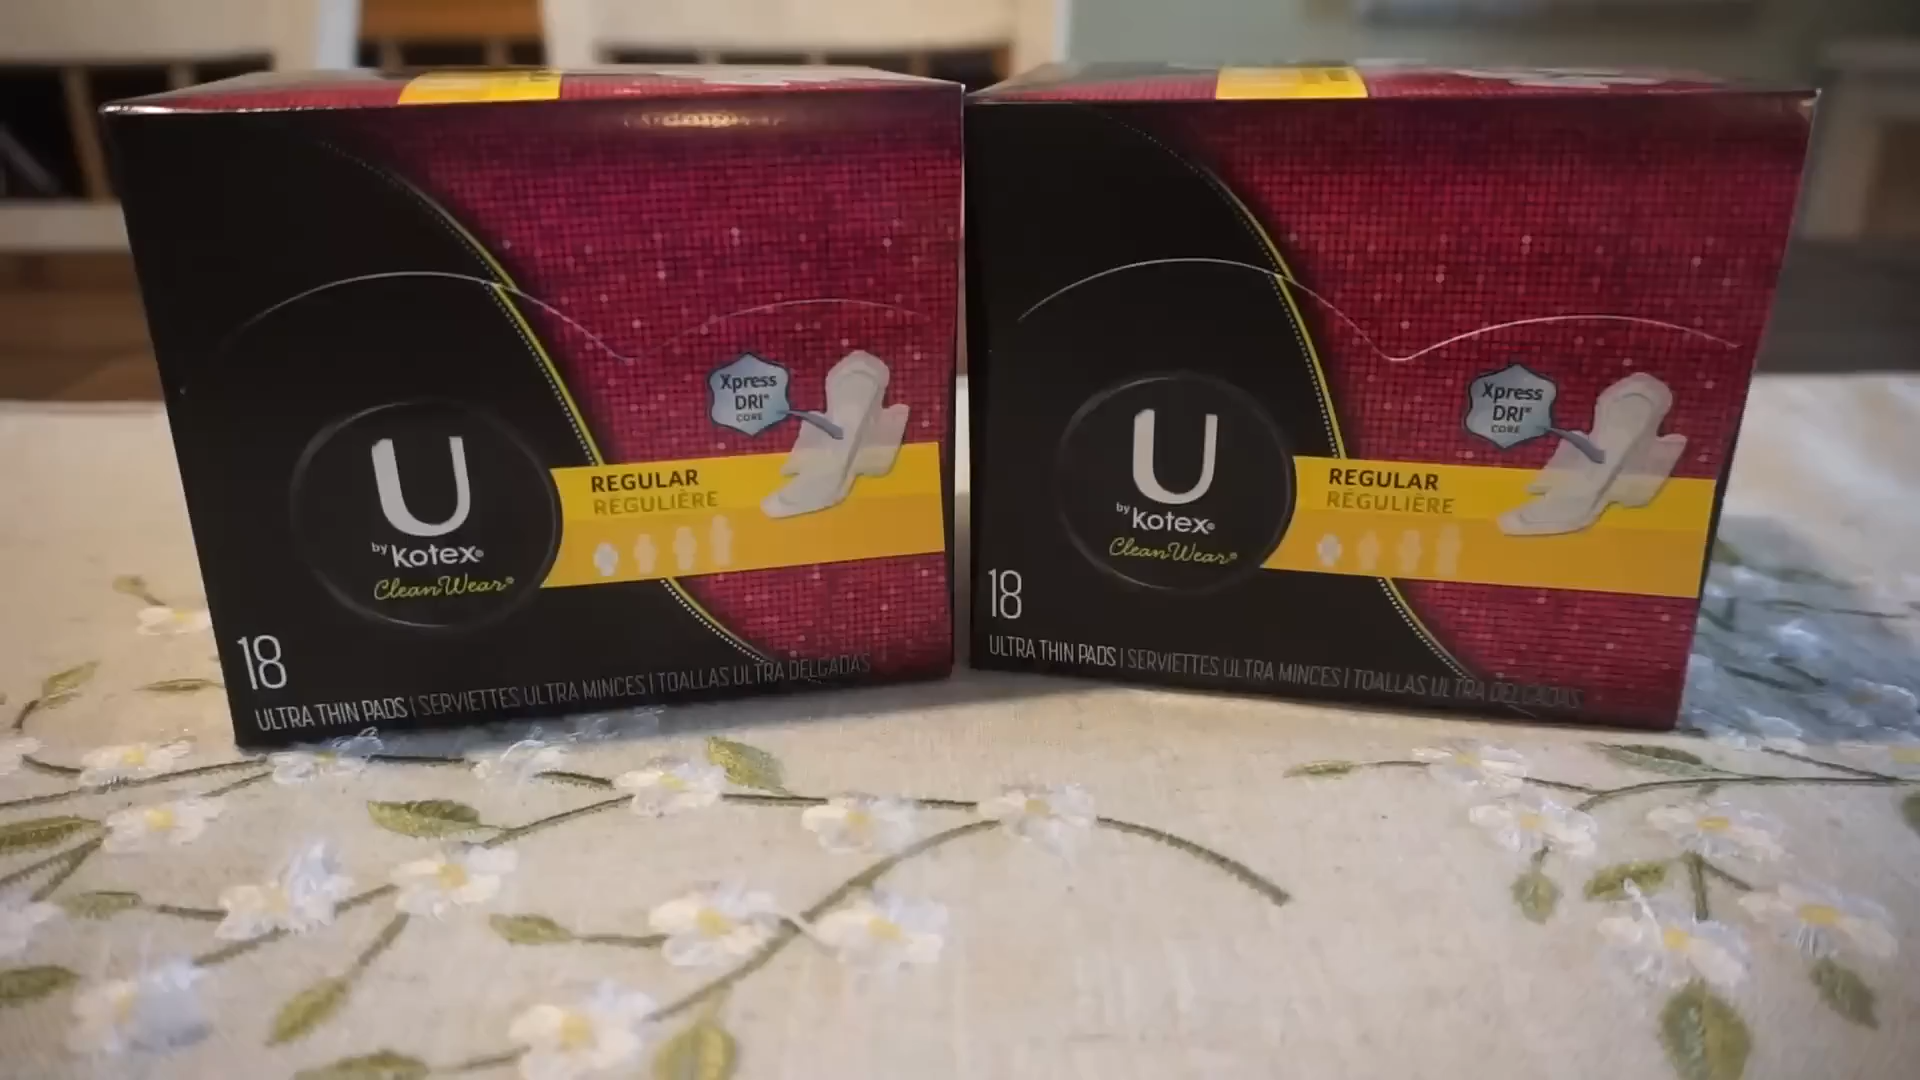 Xpress
DRI®
CORE
REGULAR
RÉGULIÈRE
U
by Kotex®
CleanWear®
18
ULTRA THIN PADS | SERVIETTES ULTRA MINCES | TOALLAS ULTRA DELGADAS
Xpress
DRI®
CORE
REGULAR
RÉGULIÈRE
U
by Kotex®
CleanWear®
18
ULTRA THIN PADS | SERVIETTES ULTRA MINCES | TOALLAS ULTRA DELGADAS